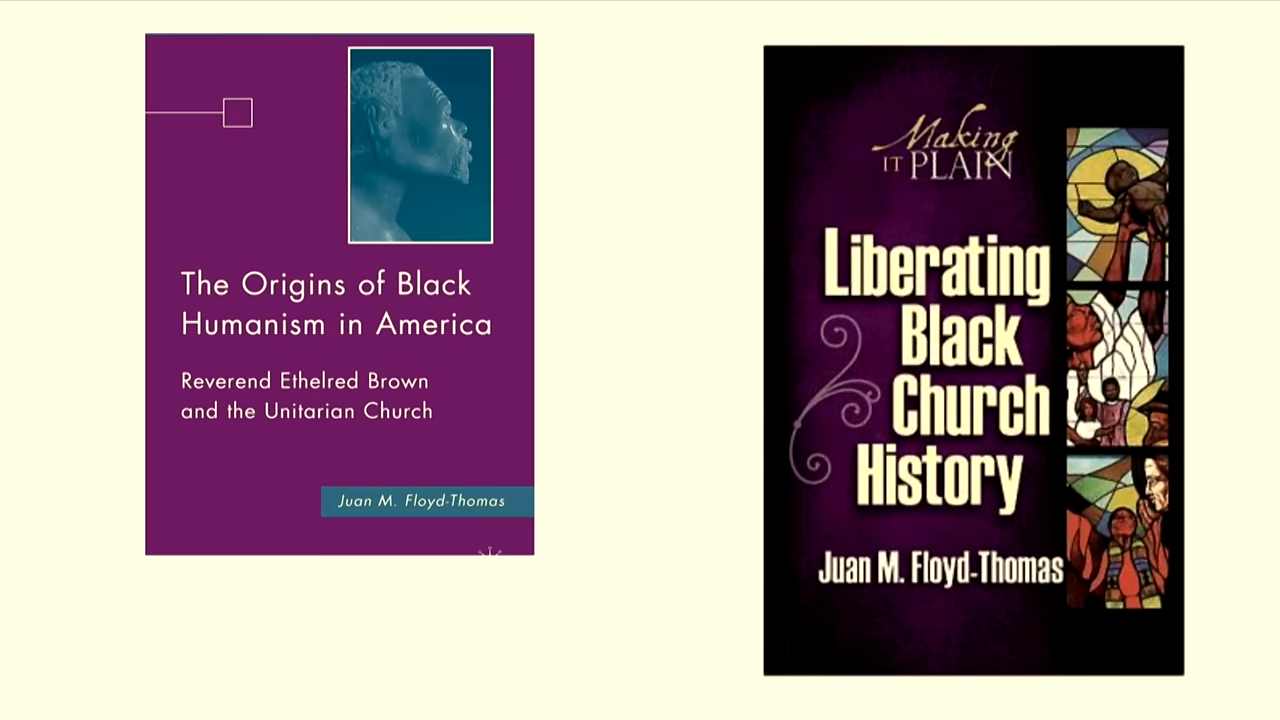 The Origins of Black
Humanism in America
Reverend Ethelred Brown
and the Unitarian Church
Juan M. Floyd-Thomas
Making
IT PLAIN
Liberating
Black
Church
History
Juan M. Floyd-Thomas